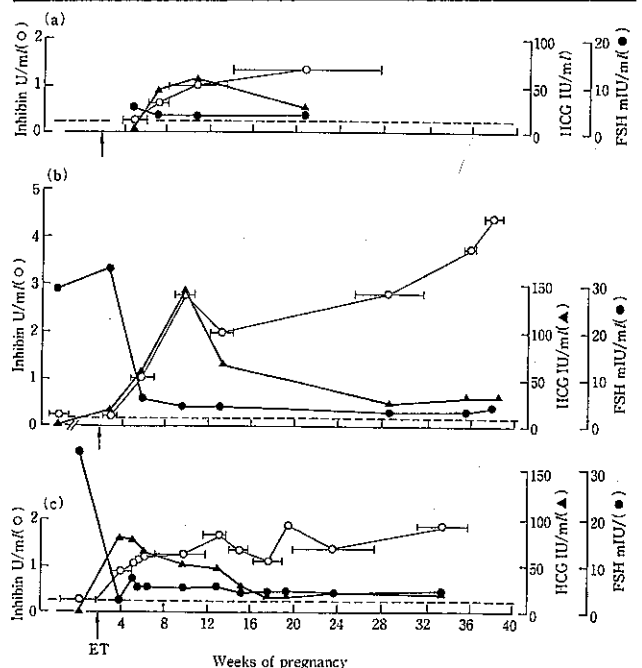 (a)
Inhibin U/ml (○)
2
1
0
100
50
0
HCG IU/ml)
20
10
0
FSH mIU/ml(●)
(b)
Inhibin U/ml(○)
5
4
3
2
1
0
150
100
50
0
HCG IU/ml(▲)
30
20
10
0
FSH mIU/ml(●)
(c)
Inhibin U/ml(○)
2
1
0
150
100
50
0
HCG IU/ml(▲)
30
20
10
0
FSH mIU/(●)
4 8 12 16 20 24 28 32 36 40
ET
Weeks of pregnancy